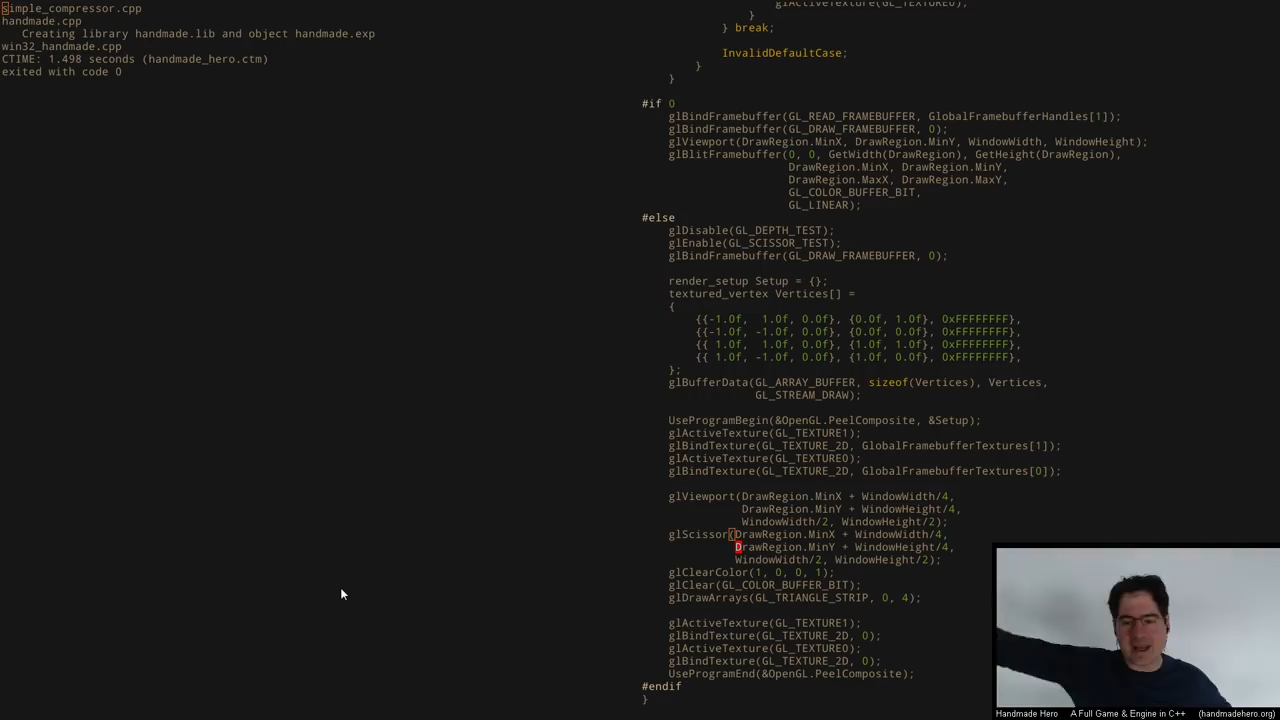 simple_compressor.cpp
handmade.cpp
Creating library handmade.lib and object handmade.exp
win32_handmade.cpp
CTIME: 1.498 seconds (handmade_hero.ctm)
exited with code 0
glActiveTexture(GL_TEXTURE0);
}
} break;
InvalidDefaultCase;
}
}
#if 0
glBindFramebuffer(GL_READ_FRAMEBUFFER, GlobalFramebufferHandles[1]);
glBindFramebuffer(GL_DRAW_FRAMEBUFFER, 0);
glViewport(DrawRegion.MinX, DrawRegion.MinY, WindowWidth, WindowHeight);
glBlitFramebuffer(0, 0, GetWidth(DrawRegion), GetHeight(DrawRegion),
DrawRegion.MinX, DrawRegion.MinY,
DrawRegion.MaxX, DrawRegion.MaxY,
GL_COLOR_BUFFER_BIT,
GL_LINEAR);
#else
glDisable(GL_DEPTH_TEST);
glEnable(GL_SCISSOR_TEST);
glBindFramebuffer(GL_DRAW_FRAMEBUFFER, 0);
render_setup Setup = {};
textured_vertex Vertices[] =
{
{{-1.0f,  1.0f, 0.0f}, {0.0f, 1.0f}, 0xFFFFFFFF},
{{-1.0f, -1.0f, 0.0f}, {0.0f, 0.0f}, 0xFFFFFFFF},
{{ 1.0f,  1.0f, 0.0f}, {1.0f, 1.0f}, 0xFFFFFFFF},
{{ 1.0f, -1.0f, 0.0f}, {1.0f, 0.0f}, 0xFFFFFFFF},
};
glBufferData(GL_ARRAY_BUFFER, sizeof(Vertices), Vertices,
GL_STREAM_DRAW);
UseProgramBegin(&OpenGL.PeelComposite, &Setup);
glActiveTexture(GL_TEXTURE1);
glBindTexture(GL_TEXTURE_2D, GlobalFramebufferTextures[1]);
glActiveTexture(GL_TEXTURE0);
glBindTexture(GL_TEXTURE_2D, GlobalFramebufferTextures[0]);
glViewport(DrawRegion.MinX + WindowWidth/4,
DrawRegion.MinY + WindowHeight/4,
WindowWidth/2, WindowHeight/2);
glScissor(DrawRegion.MinX + WindowWidth/4,
DrawRegion.MinY + WindowHeight/4,
WindowWidth/2, WindowHeight/2);
glClearColor(1, 0, 0, 1);
glClear(GL_COLOR_BUFFER_BIT);
glDrawArrays(GL_TRIANGLE_STRIP, 0, 4);
glActiveTexture(GL_TEXTURE1);
glBindTexture(GL_TEXTURE_2D, 0);
glActiveTexture(GL_TEXTURE0);
glBindTexture(GL_TEXTURE_2D, 0);
UseProgramEnd(&OpenGL.PeelComposite);
#endif
}
Handmade Hero A Full Game & Engine in C++ (handmadehero.org)